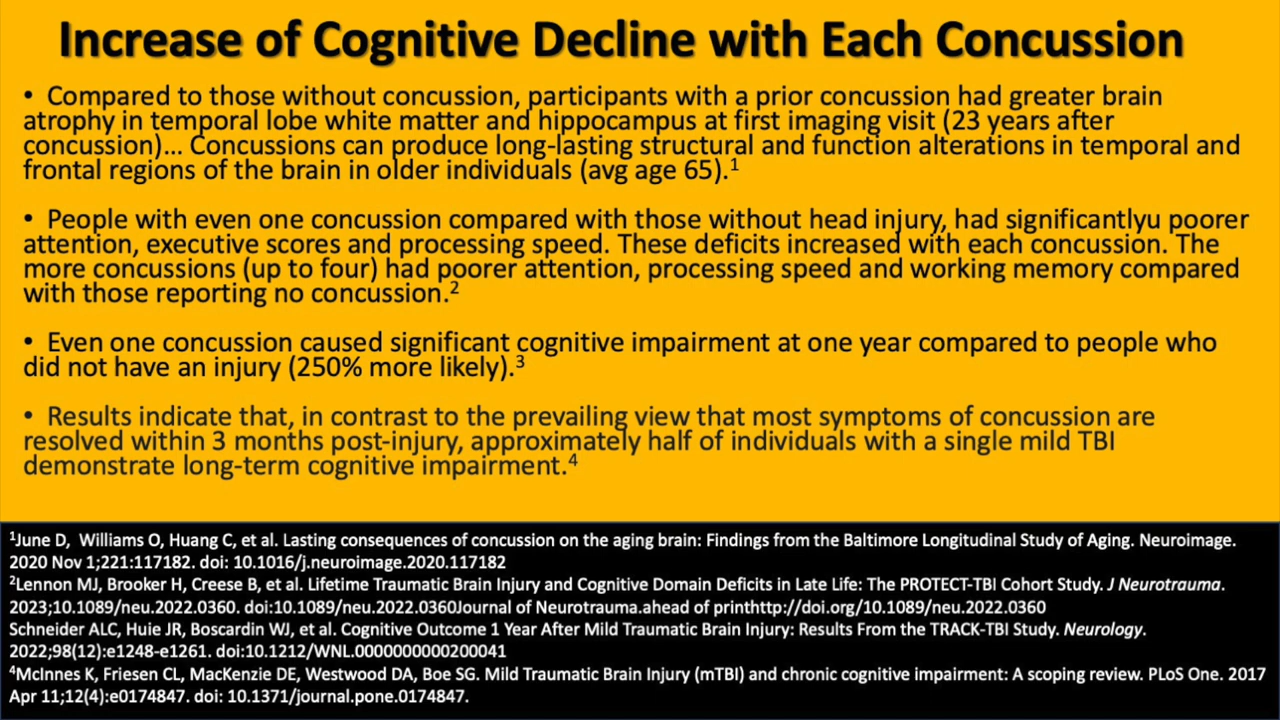 Increase of Cognitive Decline with Each Concussion
• Compared to those without concussion, participants with a prior concussion had greater brain
atrophy in temporal lobe white matter and hippocampus at first imaging visit (23 years after
concussion)... Concussions can produce long-lasting structural and function alterations in temporal and
frontal regions of the brain in older individuals (avg age 65).1
• People with even one concussion compared with those without head injury, had significantlyu poorer
attention, executive scores and processing speed. These deficits increased with each concussion. The
more concussions (up to four) had poorer attention, processing speed and working memory compared
with those reporting no concussion.2
• Even one concussion caused significant cognitive impairment at one year compared to people who
did not have an injury (250% more likely).3
• Results indicate that, in contrast to the prevailing view that most symptoms of concussion are
resolved within 3 months post-injury, approximately half of individuals with a single mild TBI
demonstrate long-term cognitive impairment.4
1June D, Williams O, Huang C, et al. Lasting consequences of concussion on the aging brain: Findings from the Baltimore Longitudinal Study of Aging. Neuroimage.
2020 Nov 1;221:117182. doi: 10.1016/j.neuroimage.2020.117182
2Lennon MJ, Brooker H, Creese B, et al. Lifetime Traumatic Brain Injury and Cognitive Domain Deficits in Late Life: The PROTECT-TBI Cohort Study. J Neurotrauma.
2023;10.1089/neu.2022.0360. doi:10.1089/neu.2022.0360Journal of Neurotrauma.ahead of printhttp://doi.org/10.1089/neu.2022.0360
Schneider ALC, Huie JR, Boscardin WJ, et al. Cognitive Outcome 1 Year After Mild Traumatic Brain Injury: Results From the TRACK-TBI Study. Neurology.
2022;98(12):e1248-e1261. doi:10.1212/WNL.0000000000200041
4McInnes K, Friesen CL, MacKenzie DE, Westwood DA, Boe SG. Mild Traumatic Brain Injury (mTBI) and chronic cognitive impairment: A scoping review. PLoS One. 2017
Apr 11;12(4):e0174847. doi: 10.1371/journal.pone.0174847.